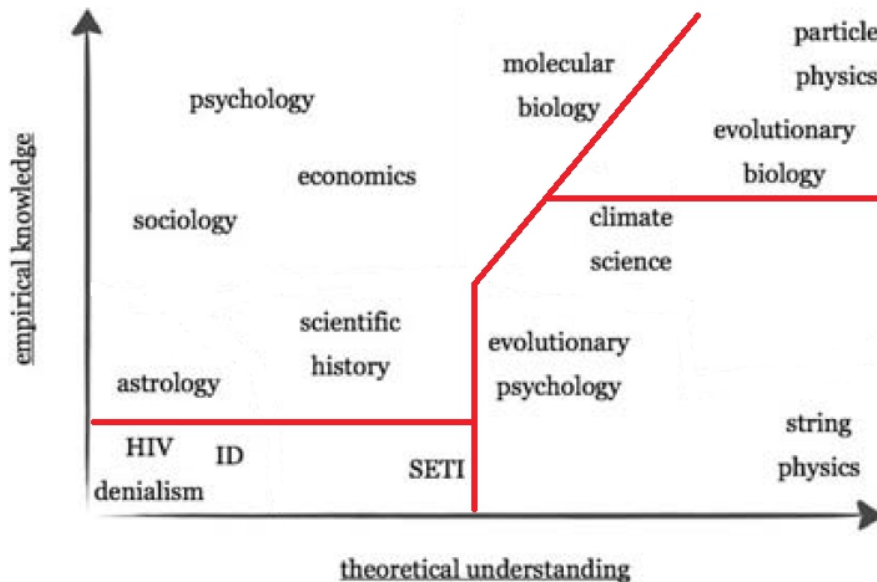 particle
physics
molecular
biology
psychology
evolutionary
biology
economics
sociology
climate
science
scientific
history
evolutionary
psychology
astrology
HIV
denialism
ID
SETI
string
physics
empirical knowledge
theoretical understanding